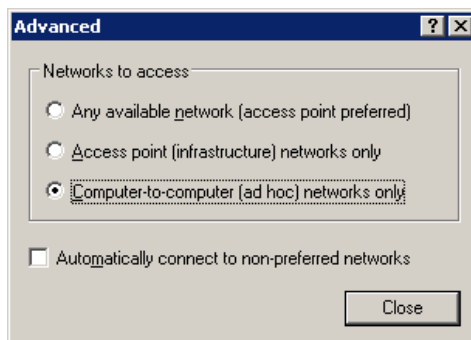 Advanced
Networks to access
Any available network (access point preferred)
Access point (infrastructure) networks only
Computer-to-computer (ad hoc) networks only
Automatically connect to non-preferred networks
Close